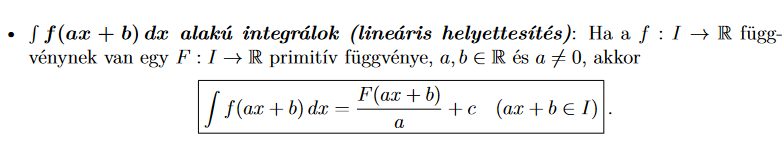 • ∫ f(ax + b) dx alakú integrálok (lineáris helyettesítés): Ha a f : I → ℝ függ-
vénynek van egy F : I → ℝ primitív függvénye, a, b ∈ ℝ és a ≠ 0, akkor
∫ f(ax + b) dx = F(ax + b)/a + c (ax + b ∈ I).